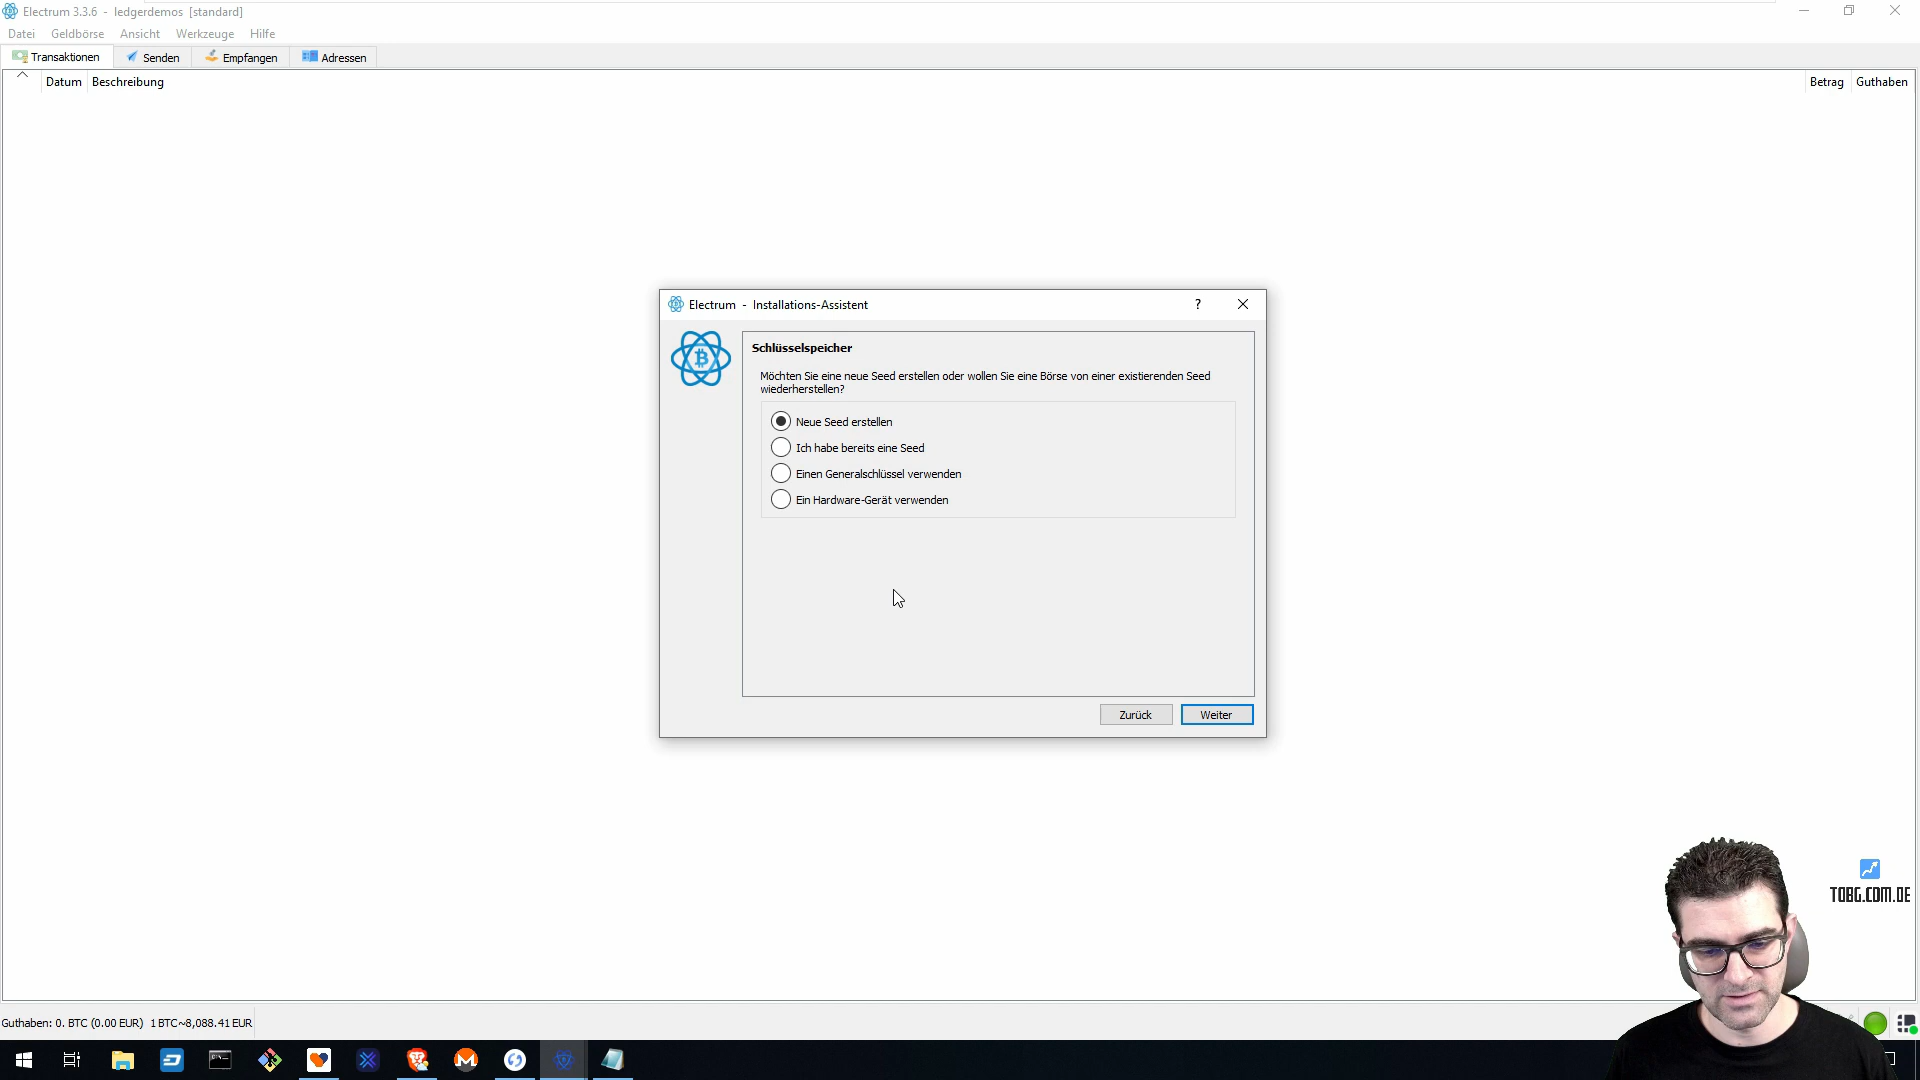 Electrum 3.3.6 - ledgerdemos [standard]
Datei Geldbörse Ansicht Werkzeuge Hilfe
Transaktionen Senden Empfangen Adressen
Datum Beschreibung Betrag Guthaben
Electrum - Installations-Assistent
Schlüsselspeicher
Möchten Sie eine neue Seed erstellen oder wollen Sie eine Börse von einer existierenden Seed
wiederherstellen?
Neue Seed erstellen
Ich habe bereits eine Seed
Einen Generalschlüssel verwenden
Ein Hardware-Gerät verwenden
Zurück Weiter
TOBG.COM.DE
Guthaben: 0. BTC (0.00 EUR) 1 BTC~8,088.41 EUR